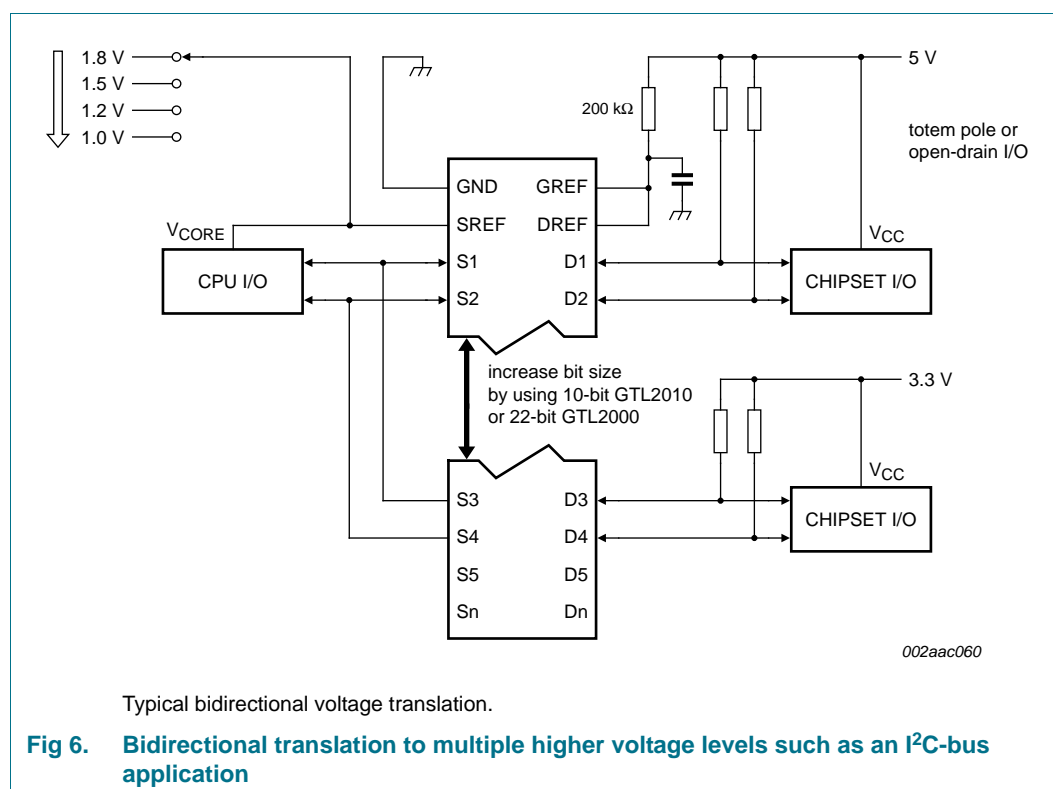 1.8 V
1.5 V
1.2 V
1.0 V
5 V
200 kΩ
totem pole or
open-drain I/O
GND
GREF
SREF
DREF
VCORE
VCC
S1
D1
CPU I/O
CHIPSET I/O
S2
D2
increase bit size
by using 10-bit GTL2010
or 22-bit GTL2000
3.3 V
VCC
S3
D3
CHIPSET I/O
S4
D4
S5
D5
Sn
Dn
002aac060
Typical bidirectional voltage translation.
Fig 6. Bidirectional translation to multiple higher voltage levels such as an I²C-bus
application